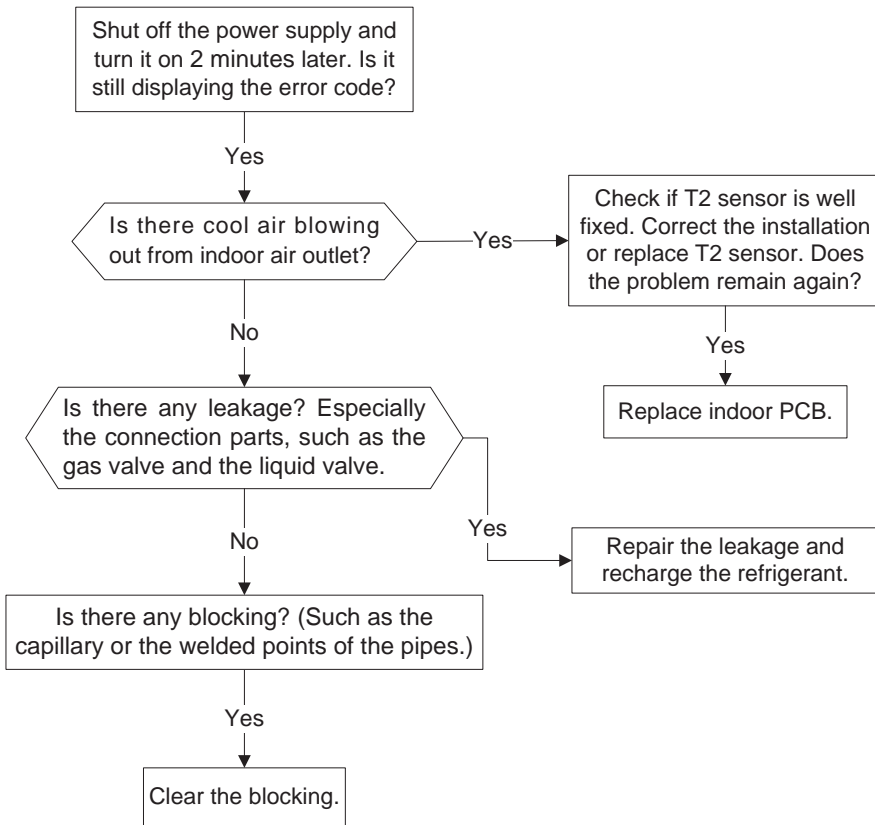 Shut off the power supply and
turn it on 2 minutes later. Is it
still displaying the error code?
Yes
Is there cool air blowing
out from indoor air outlet?
Yes
Check if T2 sensor is well
fixed. Correct the installation
or replace T2 sensor. Does
the problem remain again?
Yes
Replace indoor PCB.
No
Is there any leakage? Especially
the connection parts, such as the
gas valve and the liquid valve.
Yes
Repair the leakage and
recharge the refrigerant.
No
Is there any blocking? (Such as the
capillary or the welded points of the pipes.)
Yes
Clear the blocking.